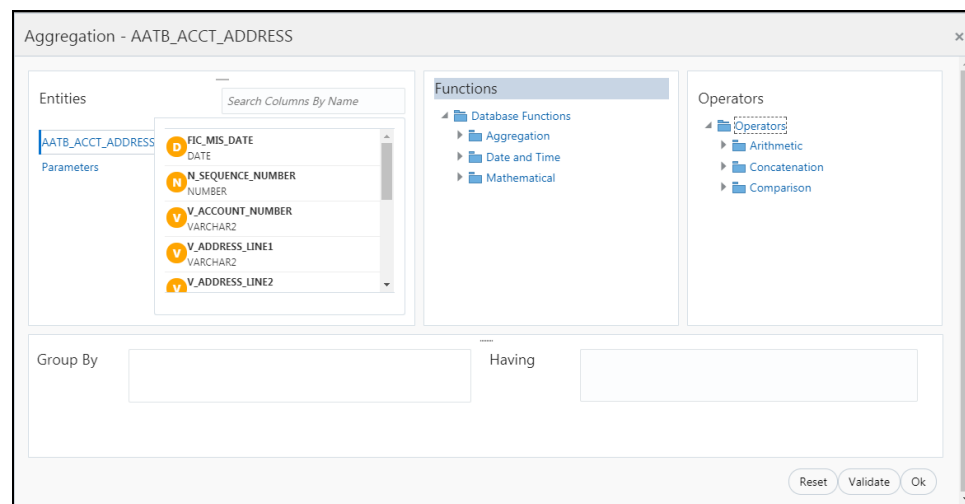 Aggregation - AATB_ACCT_ADDRESS
×
Entities
Search Columns By Name
AATB_ACCT_ADDRESS
Parameters
D
FIC_MIS_DATE
DATE
N
N_SEQUENCE_NUMBER
NUMBER
V
V_ACCOUNT_NUMBER
VARCHAR2
V
V_ADDRESS_LINE1
VARCHAR2
V
V_ADDRESS_LINE2
Functions
Database Functions
Aggregation
Date and Time
Mathematical
Operators
Operators
Arithmetic
Concatenation
Comparison
Group By
Having
Reset
Validate
Ok